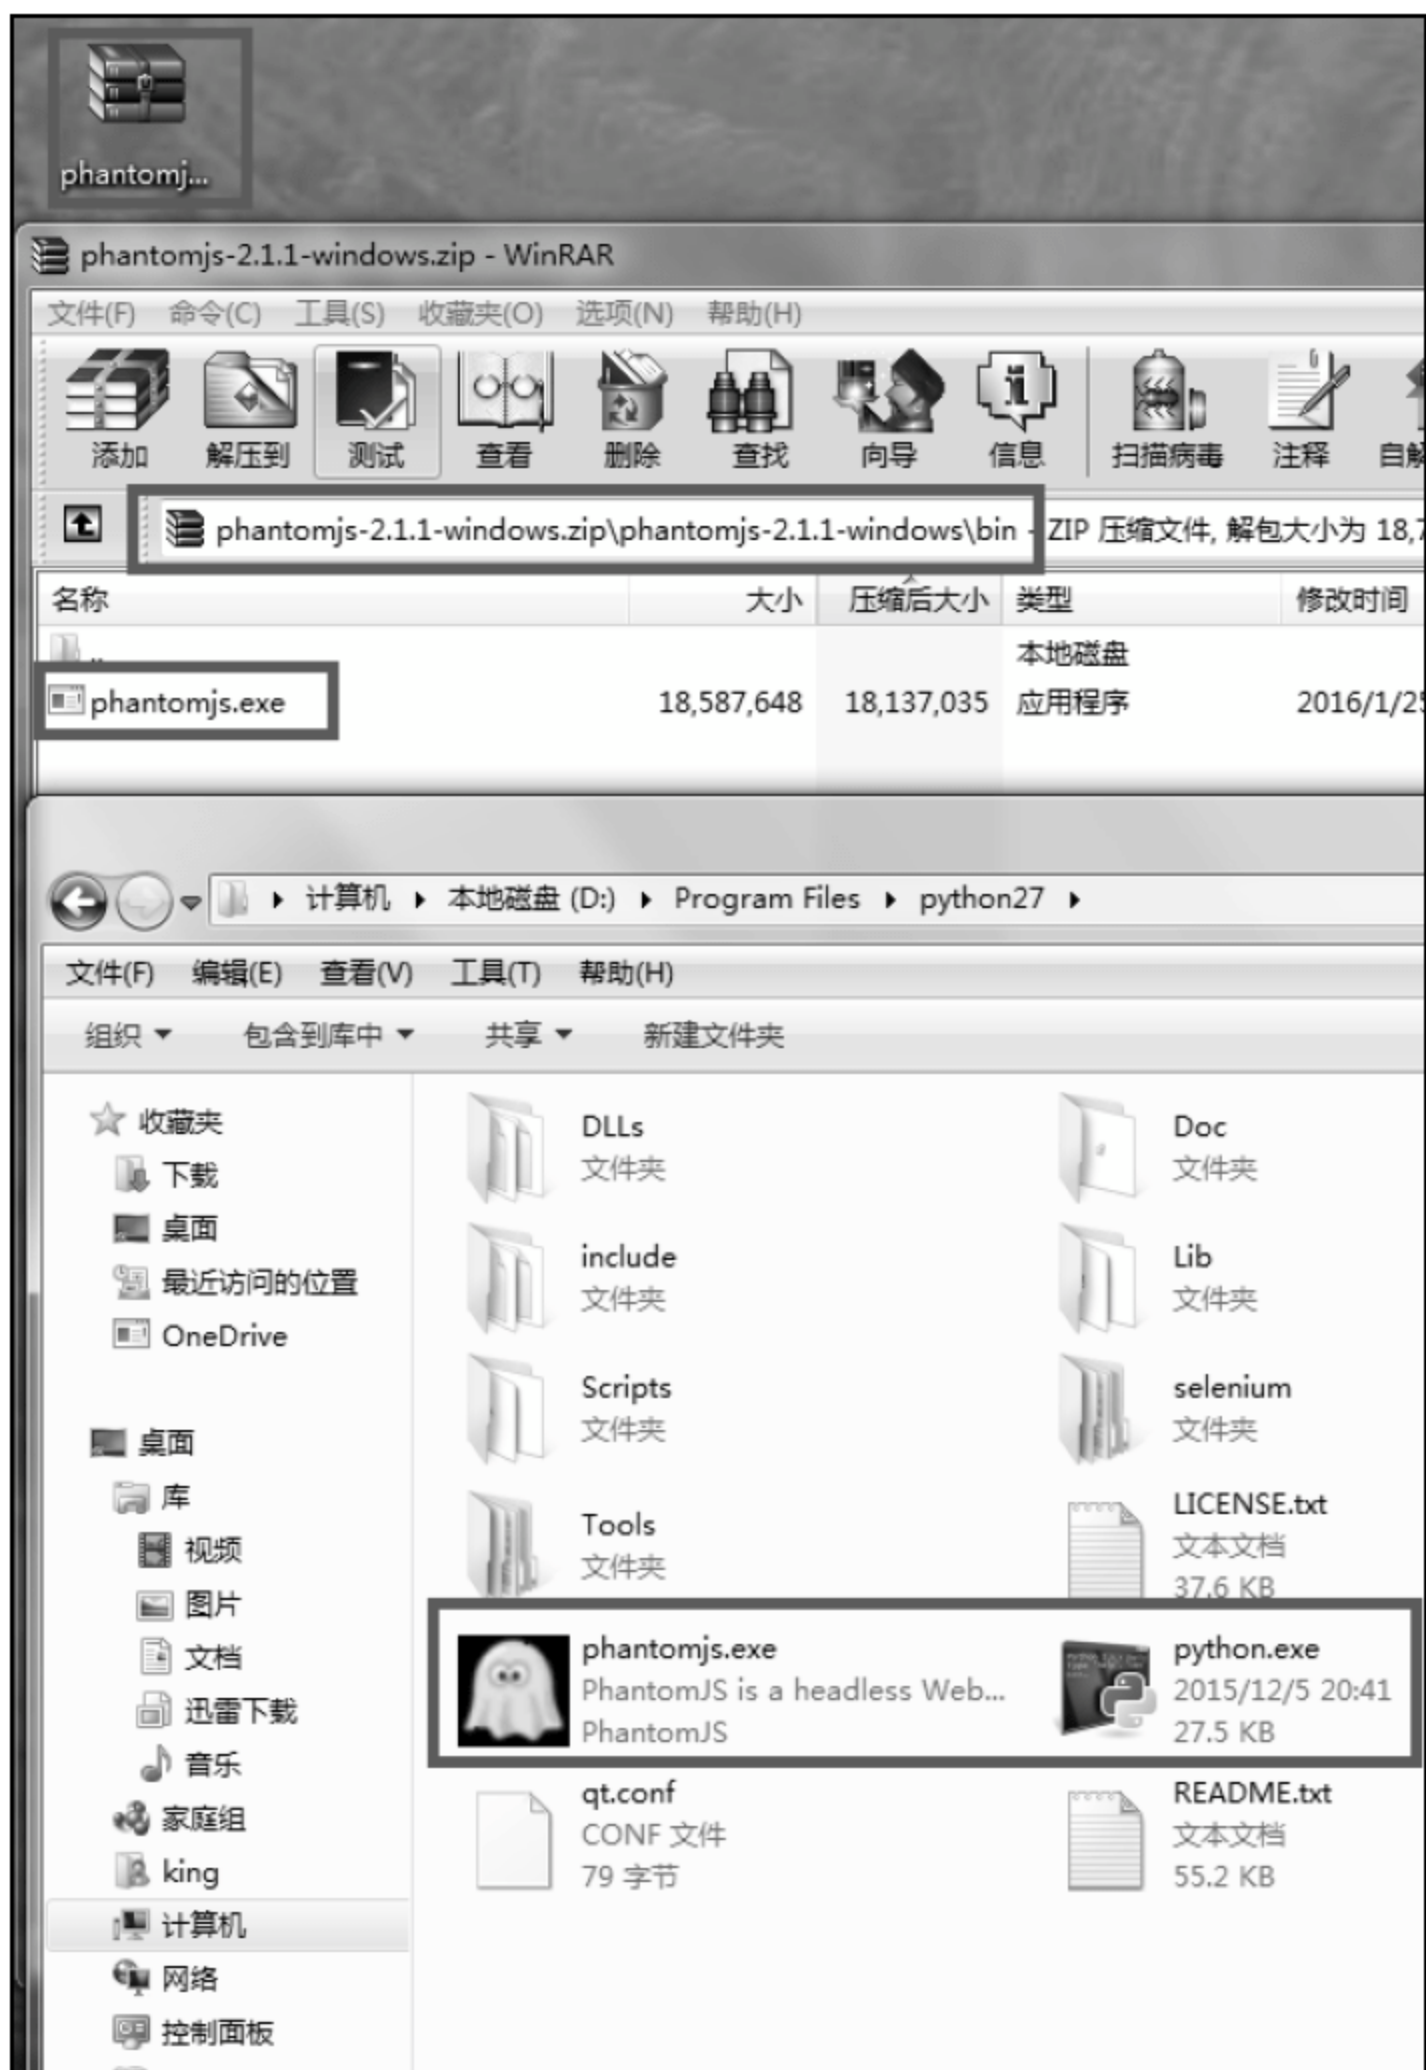 phantomj...
phantomjs-2.1.1-windows.zip - WinRAR
文件(F) 命令(C) 工具(S) 收藏夹(O) 选项(N) 帮助(H)
添加 解压到 测试 查看 删除 查找 向导 信息 扫描病毒 注释
phantomjs-2.1.1-windows.zip\phantomjs-2.1.1-windows\bin - ZIP 压缩文件, 解包大小为 18,7
名称 大小 压缩后大小 类型 修改时间
.. 本地磁盘
phantomjs.exe 18,587,648 18,137,035 应用程序 2016/1/25
计算机 本地磁盘 (D:) Program Files python27
文件(F) 编辑(E) 查看(V) 工具(T) 帮助(H)
组织 包含到库中 共享 新建文件夹
收藏夹
下载
桌面
最近访问的位置
OneDrive
桌面
库
视频
图片
文档
迅雷下载
音乐
家庭组
king
计算机
网络
控制面板
DLLs
文件夹
Doc
文件夹
include
文件夹
Lib
文件夹
Scripts
文件夹
selenium
文件夹
Tools
文件夹
LICENSE.txt
文本文档
37.6 KB
phantomjs.exe
PhantomJS is a headless Web...
PhantomJS
python.exe
2015/12/5 20:41
27.5 KB
qt.conf
CONF 文件
79 字节
README.txt
文本文档
55.2 KB